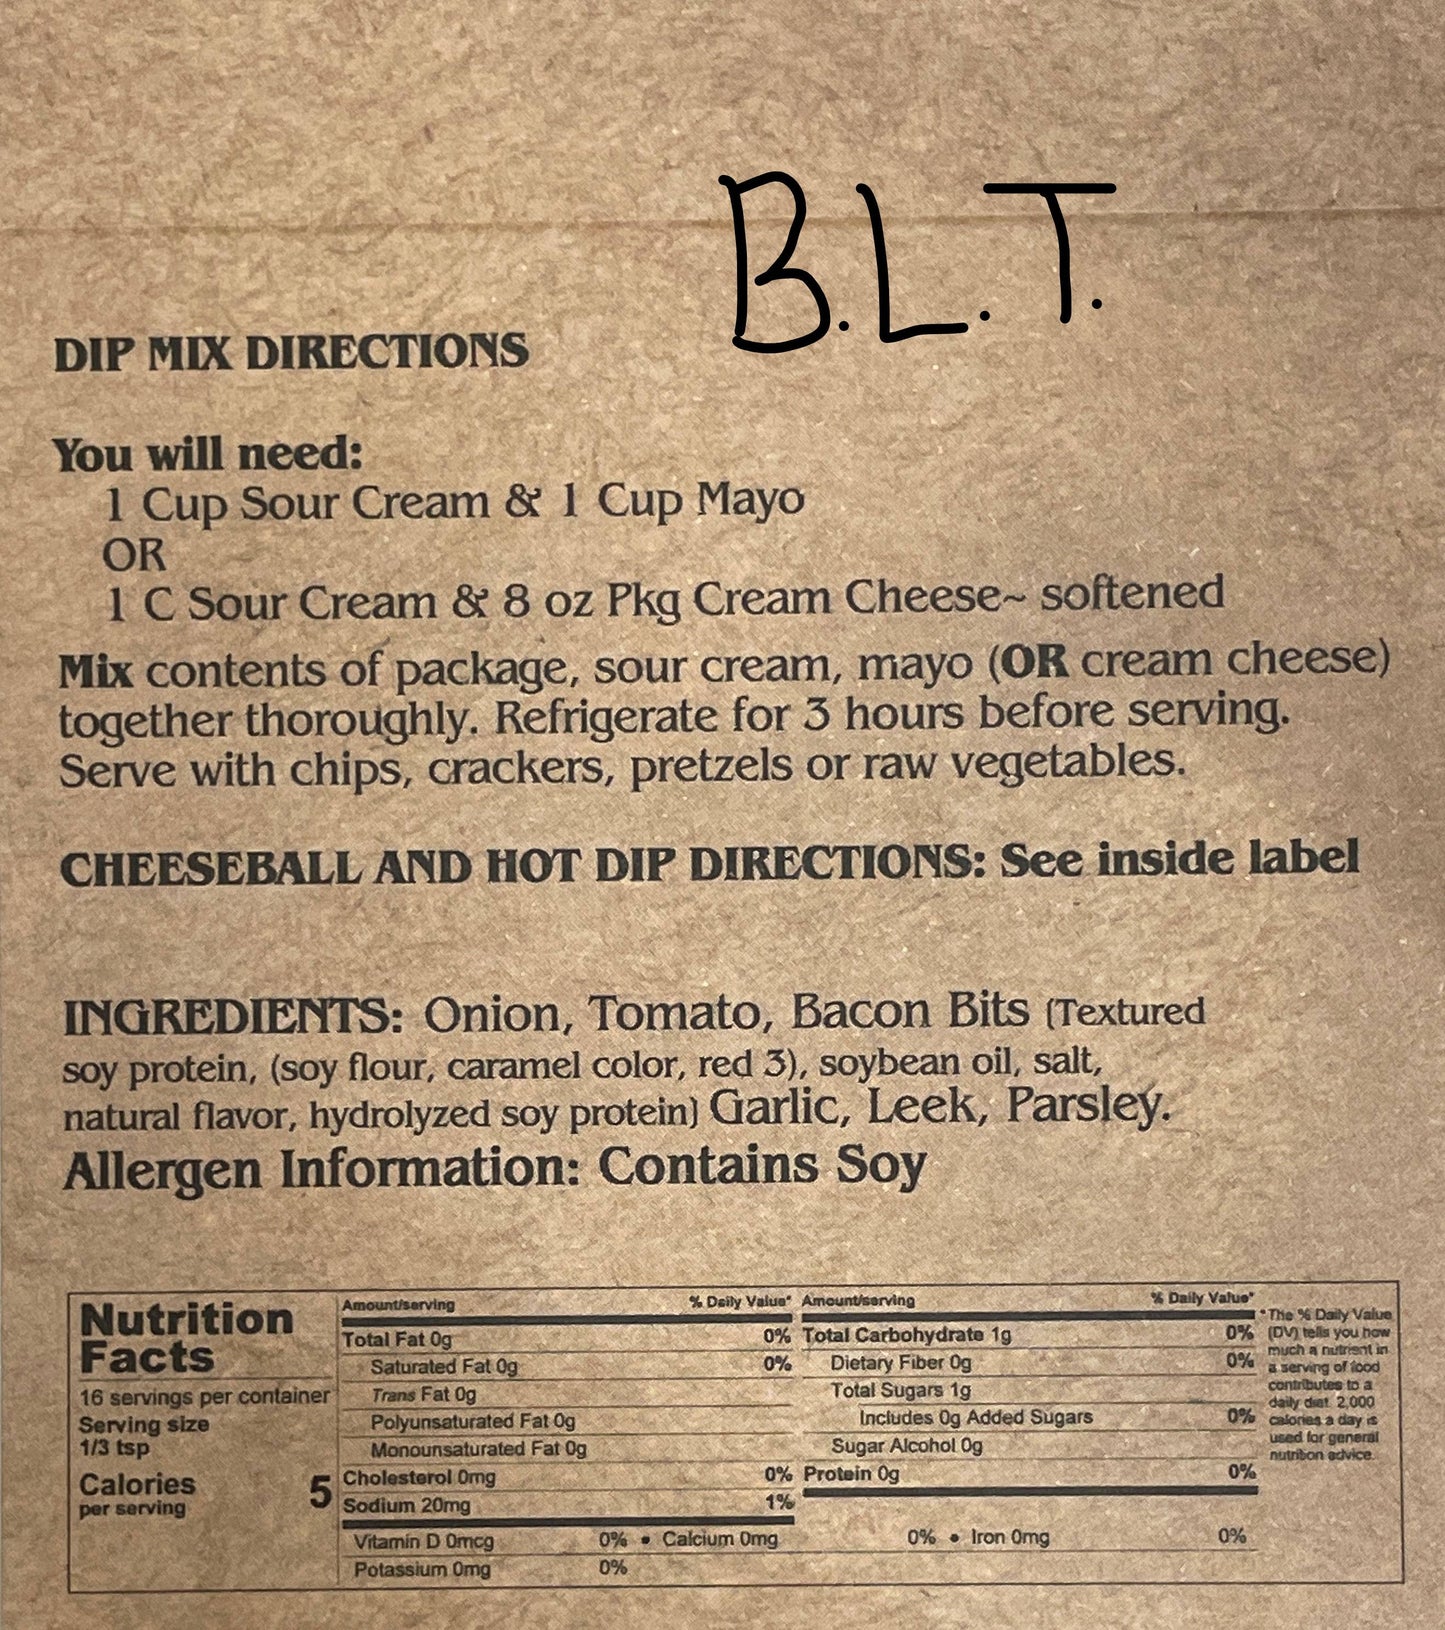 B.L.T.
DIP MIX DIRECTIONS
You will need:
1 Cup Sour Cream & 1 Cup Mayo
OR
1 C Sour Cream & 8 oz Pkg Cream Cheese~ softened
Mix contents of package, sour cream, mayo (OR cream cheese)
together thoroughly. Refrigerate for 3 hours before serving.
Serve with chips, crackers, pretzels or raw vegetables.
CHEESEBALL AND HOT DIP DIRECTIONS: See inside label
INGREDIENTS: Onion, Tomato, Bacon Bits (Textured
soy protein, (soy flour, caramel color, red 3), soybean oil, salt,
natural flavor, hydrolyzed soy protein) Garlic, Leek, Parsley.
Allergen Information: Contains Soy
Nutrition
Facts
16 servings per container
Serving size
1/3 tsp
Calories 5
per serving
Amount/serving % Daily Value*
Total Fat 0g 0%
Saturated Fat 0g 0%
Trans Fat 0g
Polyunsaturated Fat 0g
Monounsaturated Fat 0g
Cholesterol 0mg 0%
Sodium 20mg 1%
Amount/serving % Daily Value*
Total Carbohydrate 1g 0%
Dietary Fiber 0g 0%
Total Sugars 1g
Includes 0g Added Sugars 0%
Sugar Alcohol 0g
Protein 0g 0%
Vitamin D 0mcg 0% • Calcium 0mg 0% • Iron 0mg 0%
Potassium 0mg 0%
*The % Daily Value
(DV) tells you how
much a nutrient in
a serving of food
contributes to a
daily diet. 2,000
calories a day is
used for general
nutrition advice.